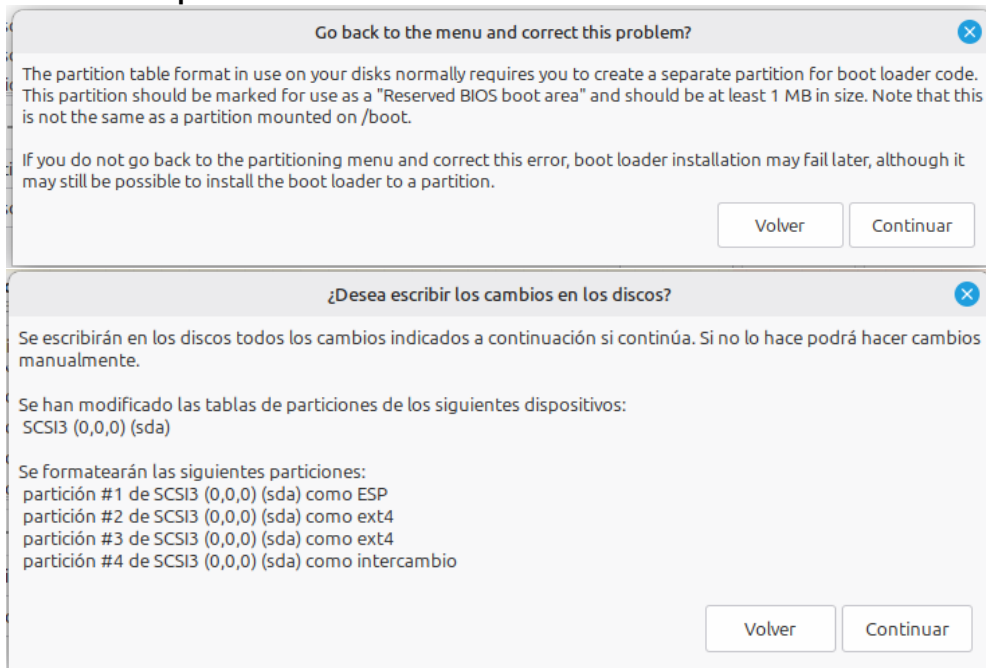 Go back to the menu and correct this problem?
The partition table format in use on your disks normally requires you to create a separate partition for boot loader code.
This partition should be marked for use as a "Reserved BIOS boot area" and should be at least 1 MB in size. Note that this
is not the same as a partition mounted on /boot.
If you do not go back to the partitioning menu and correct this error, boot loader installation may fail later, although it
may still be possible to install the boot loader to a partition.
Volver Continuar
¿Desea escribir los cambios en los discos?
Se escribirán en los discos todos los cambios indicados a continuación si continúa. Si no lo hace podrá hacer cambios
manualmente.
Se han modificado las tablas de particiones de los siguientes dispositivos:
SCSI3 (0,0,0) (sda)
Se formatearán las siguientes particiones:
partición #1 de SCSI3 (0,0,0) (sda) como ESP
partición #2 de SCSI3 (0,0,0) (sda) como ext4
partición #3 de SCSI3 (0,0,0) (sda) como ext4
partición #4 de SCSI3 (0,0,0) (sda) como intercambio
Volver Continuar